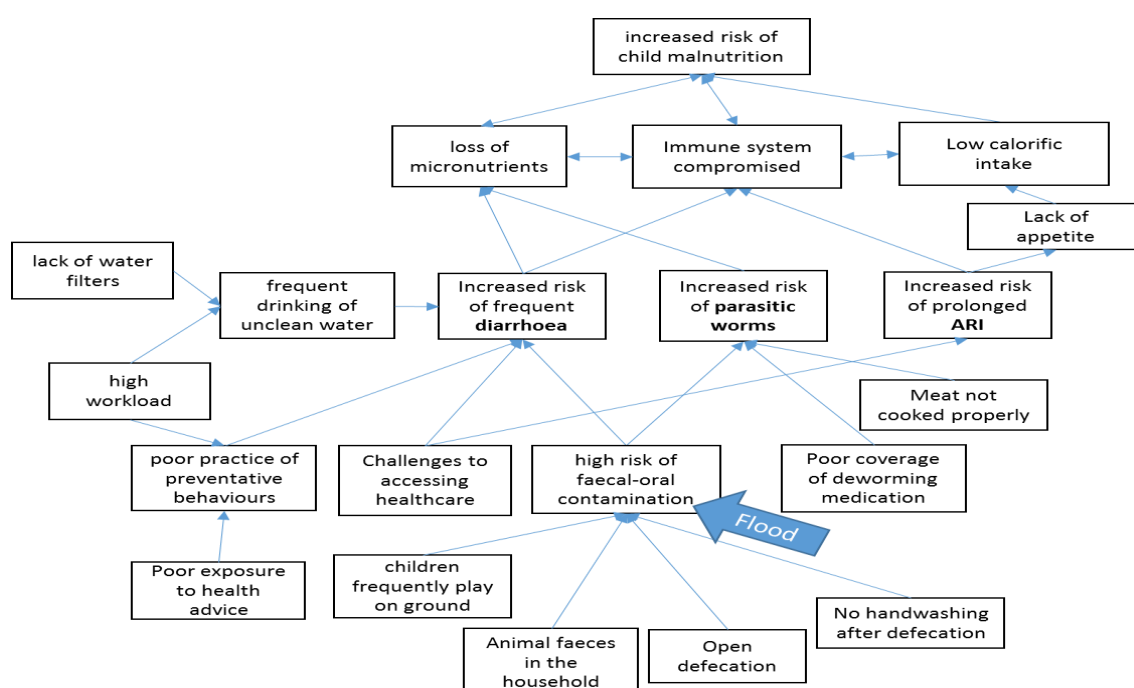 increased risk of
child malnutrition
loss of
micronutrients
Immune system
compromised
Low calorific
intake
Lack of
appetite
lack of water
filters
frequent
drinking of
unclean water
Increased risk
of frequent
diarrhoea
Increased risk
of parasitic
worms
Increased risk
of prolonged
ARI
high
workload
Meat not
cooked properly
poor practice of
preventative
behaviours
Challenges to
accessing
healthcare
high risk of
faecal-oral
contamination
Poor coverage
of deworming
medication
Flood
Poor exposure
to health
advice
children
frequently play
on ground
No handwashing
after defecation
Animal faeces
in the
household
Open
defecation